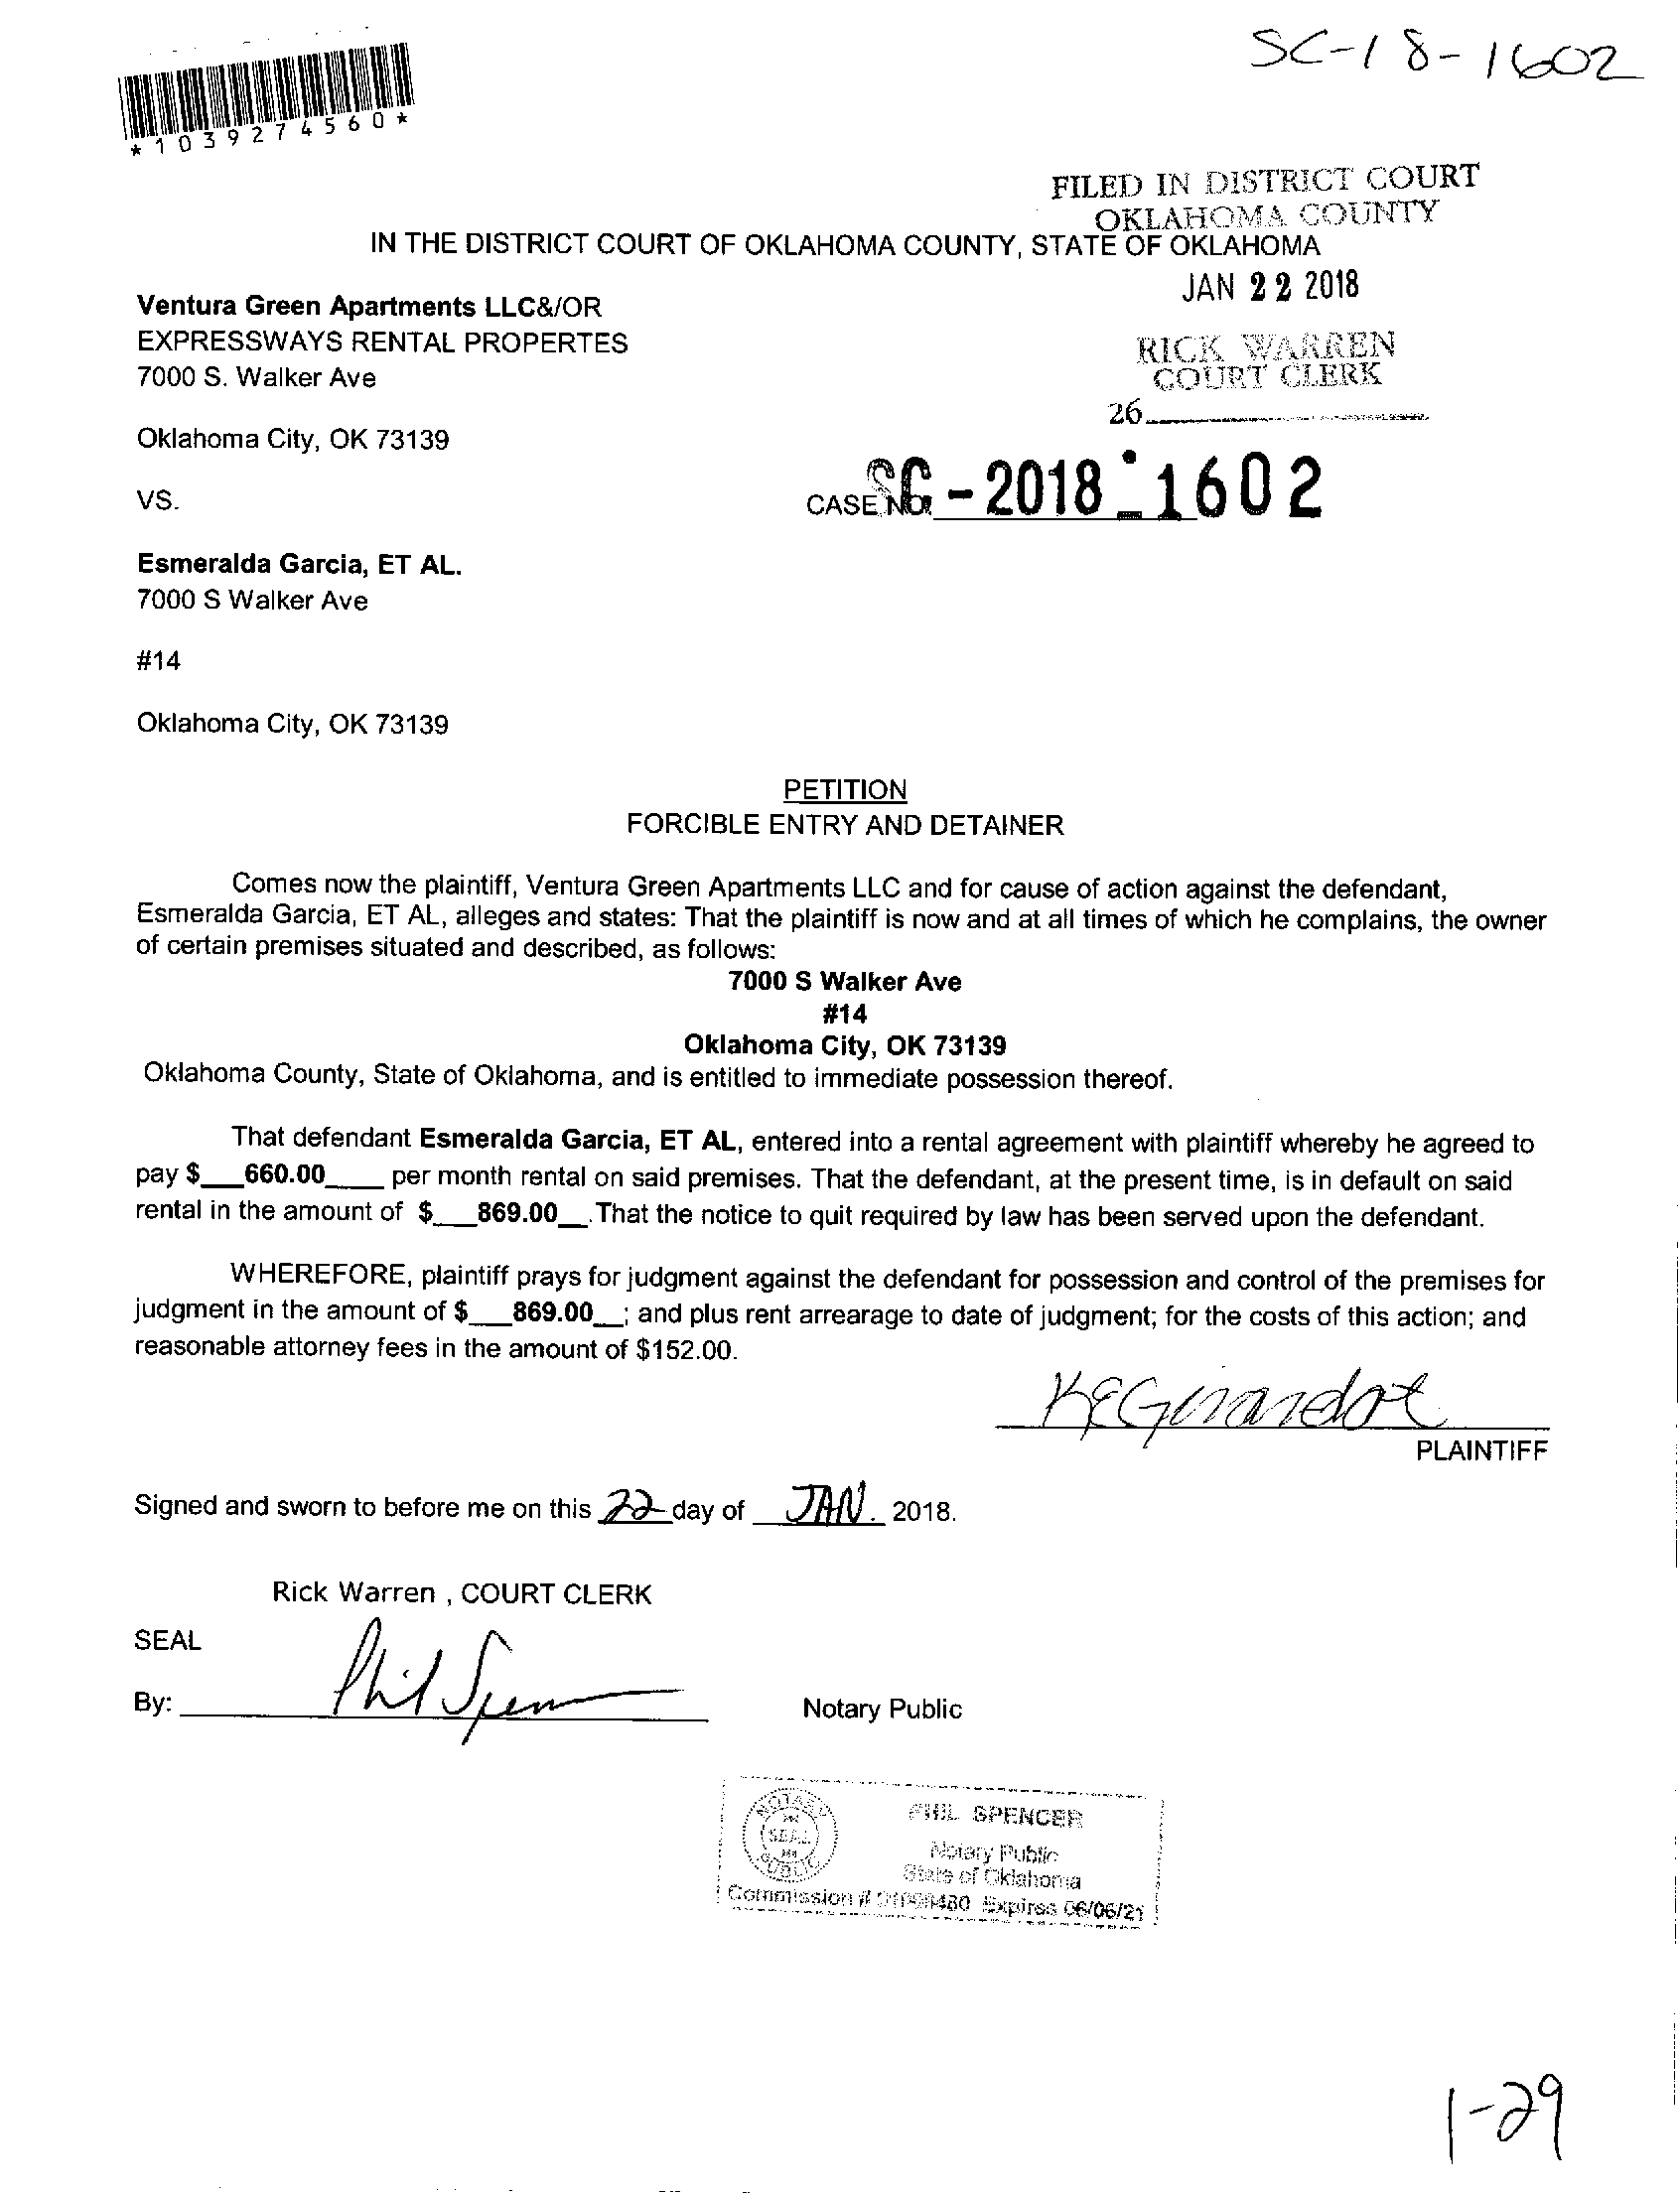 SC-18-1602
*1039274560*
FILED IN DISTRICT COURT
OKLAHOMA COUNTY
IN THE DISTRICT COURT OF OKLAHOMA COUNTY, STATE OF OKLAHOMA
JAN 22 2018
Ventura Green Apartments LLC&/OR
EXPRESSWAYS RENTAL PROPERTES
RICK WARREN
COURT CLERK
7000 S. Walker Ave
26
Oklahoma City, OK 73139
VS.
CASE NO. SC-2018-1602
Esmeralda Garcia, ET AL.
7000 S Walker Ave
#14
Oklahoma City, OK 73139
PETITION
FORCIBLE ENTRY AND DETAINER
Comes now the plaintiff, Ventura Green Apartments LLC and for cause of action against the defendant,
Esmeralda Garcia, ET AL, alleges and states: That the plaintiff is now and at all times of which he complains, the owner
of certain premises situated and described, as follows:
7000 S Walker Ave
#14
Oklahoma City, OK 73139
Oklahoma County, State of Oklahoma, and is entitled to immediate possession thereof.
That defendant Esmeralda Garcia, ET AL, entered into a rental agreement with plaintiff whereby he agreed to
pay $___660.00____ per month rental on said premises. That the defendant, at the present time, is in default on said
rental in the amount of $___869.00__.That the notice to quit required by law has been served upon the defendant.
WHEREFORE, plaintiff prays for judgment against the defendant for possession and control of the premises for
judgment in the amount of $___869.00__; and plus rent arrearage to date of judgment; for the costs of this action; and
reasonable attorney fees in the amount of $152.00.
KEGirardot
PLAINTIFF
Signed and sworn to before me on this 22 day of JAN. 2018.
Rick Warren , COURT CLERK
SEAL
By: Phil Spencer
Notary Public
NOTARY
SEAL
PUBLIC
PHIL SPENCER
Notary Public
State of Oklahoma
Commission # Expires 06/06/21
1-29